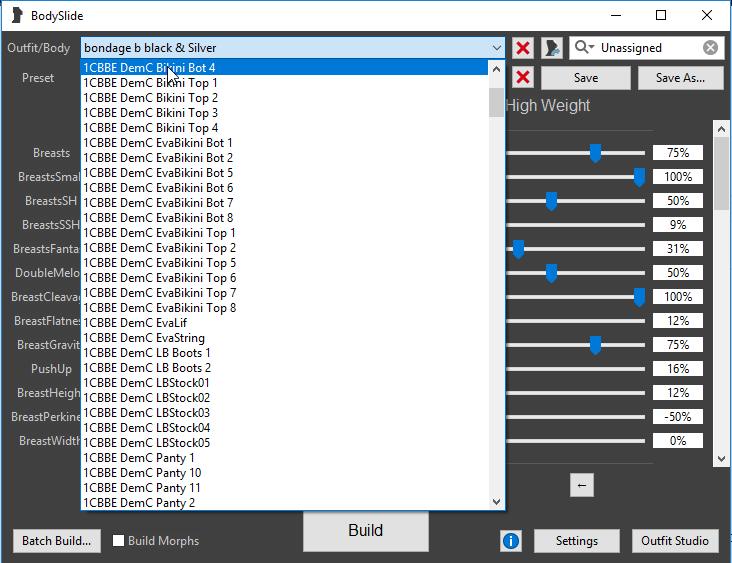 BodySlide
Outfit/Body bondage b black & Silver Unassigned
Preset Save Save As...
High Weight
1CBBE DemC Bikini Bot 4
1CBBE DemC Bikini Top 1
1CBBE DemC Bikini Top 2
1CBBE DemC Bikini Top 3
1CBBE DemC Bikini Top 4
1CBBE DemC EvaBikini Bot 1
1CBBE DemC EvaBikini Bot 2
1CBBE DemC EvaBikini Bot 5
1CBBE DemC EvaBikini Bot 6
1CBBE DemC EvaBikini Bot 7
1CBBE DemC EvaBikini Bot 8
1CBBE DemC EvaBikini Top 1
1CBBE DemC EvaBikini Top 2
1CBBE DemC EvaBikini Top 5
1CBBE DemC EvaBikini Top 6
1CBBE DemC EvaBikini Top 7
1CBBE DemC EvaBikini Top 8
1CBBE DemC EvaLif
1CBBE DemC EvaString
1CBBE DemC LB Boots 1
1CBBE DemC LB Boots 2
1CBBE DemC LBStock01
1CBBE DemC LBStock02
1CBBE DemC LBStock03
1CBBE DemC LBStock04
1CBBE DemC LBStock05
1CBBE DemC Panty 1
1CBBE DemC Panty 10
1CBBE DemC Panty 11
1CBBE DemC Panty 2
Breasts 75%
BreastsSmal 100%
BreastsSH 50%
BreastsSSH 9%
BreastsFantas 31%
DoubleMelo 50%
BreastCleavag 100%
BreastFlatnes 12%
BreastGravit 75%
PushUp 16%
BreastHeigh 12%
BreastPerkine -50%
BreastWidth 0%
←
Batch Build... Build Morphs Build i Settings Outfit Studio